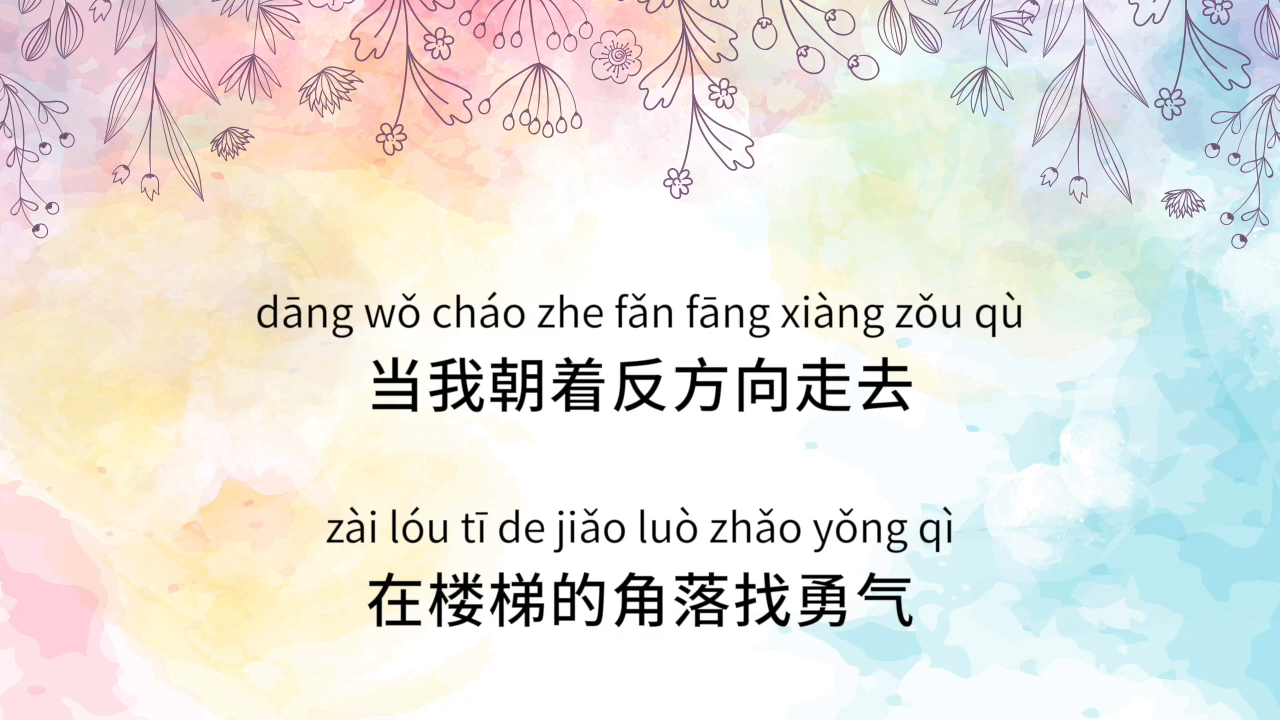 dāng wǒ cháo zhe fǎn fāng xiàng zǒu qù
当我朝着反方向走去
zài lóu tī de jiǎo luò zhǎo yǒng qì
在楼梯的角落找勇气